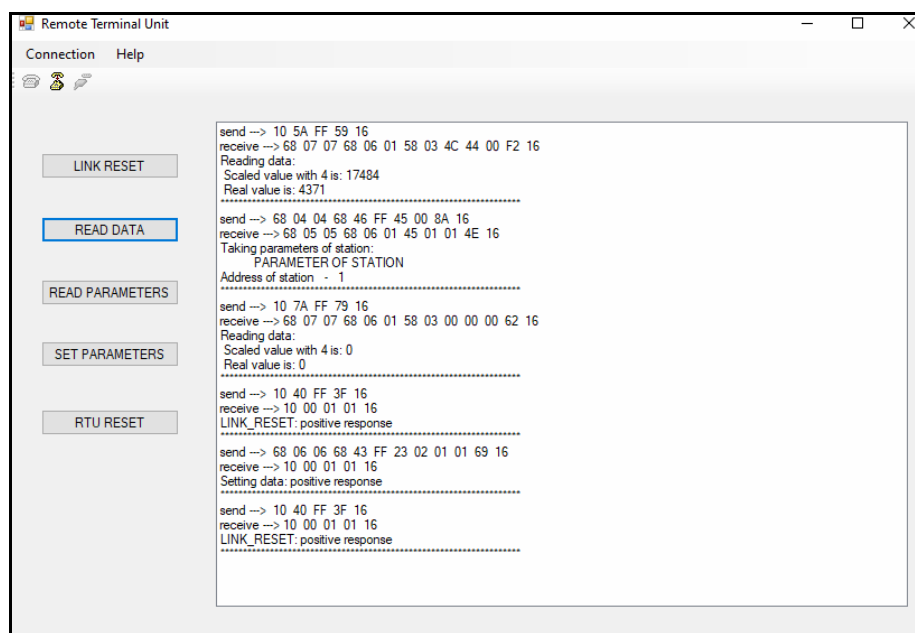 Remote Terminal Unit
Connection Help
LINK RESET
READ DATA
READ PARAMETERS
SET PARAMETERS
RTU RESET
send ---> 10 5A FF 59 16
receive ---> 68 07 07 68 06 01 58 03 4C 44 00 F2 16
Reading data:
Scaled value with 4 is: 17484
Real value is: 4371
******************************************************************************
send ---> 68 04 04 68 46 FF 45 00 8A 16
receive ---> 68 05 05 68 06 01 45 01 01 4E 16
Taking parameters of station:
PARAMETER OF STATION
Address of station - 1
******************************************************************************
send ---> 10 7A FF 79 16
receive ---> 68 07 07 68 06 01 58 03 00 00 00 62 16
Reading data:
Scaled value with 4 is: 0
Real value is: 0
******************************************************************************
send ---> 10 40 FF 3F 16
receive ---> 10 00 01 01 16
LINK_RESET: positive response
******************************************************************************
send ---> 68 06 06 68 43 FF 23 02 01 01 69 16
receive ---> 10 00 01 01 16
Setting data: positive response
******************************************************************************
send ---> 10 40 FF 3F 16
receive ---> 10 00 01 01 16
LINK_RESET: positive response
******************************************************************************